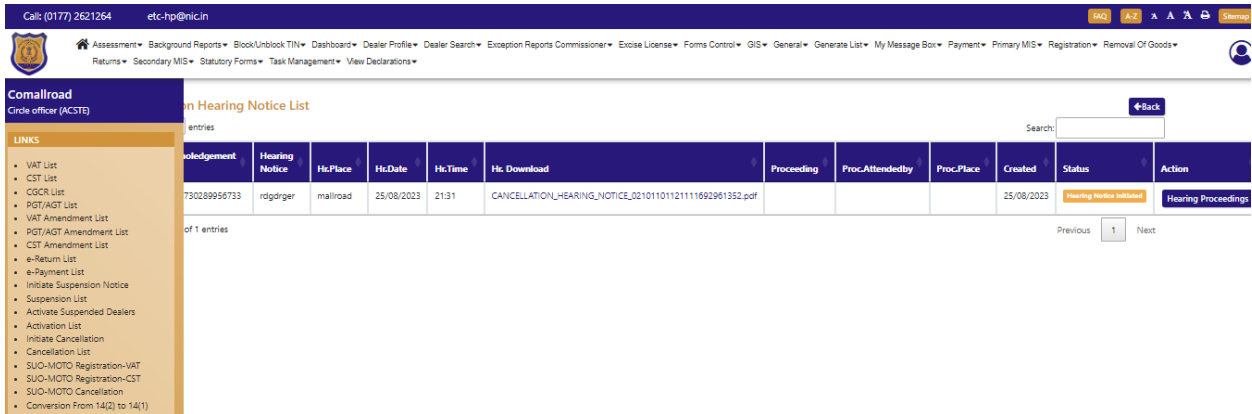 Call: (0177) 2621264 etc-hp@nic.in FAQ A-Z A A A Sitemap
Assessment Background Reports Block/Unblock TIN Dashboard Dealer Profile Dealer Search Exception Reports Commissioner Excise License Forms Control GIS General Generate List My Message Box Payment Primary MIS Registration Removal Of Goods
Returns Secondary MIS Statutory Forms Task Management View Declarations
Comallroad
Circle officer (ACSTE)
LINKS
• VAT List
• CST List
• CGCR List
• PGT/AGT List
• VAT Amendment List
• PGT/AGT Amendment List
• CST Amendment List
• e-Return List
• e-Payment List
• Initiate Suspension Notice
• Suspension List
• Activate Suspended Dealers
• Activation List
• Initiate Cancellation
• Cancellation List
• SUO-MOTO Registration-VAT
• SUO-MOTO Registration-CST
• SUO-MOTO Cancellation
• Conversion From 14(2) to 14(1)
on Hearing Notice List Back
entries Search:
noledgement Hearing Notice Hr.Place Hr.Date Hr.Time Hr. Download Proceeding Proc.Attendedby Proc.Place Created Status Action
730289956733 rdgdrger mallroad 25/08/2023 21:31 CANCELLATION_HEARING_NOTICE_02101101121111692961352.pdf 25/08/2023 Hearing Notice Initiated Hearing Proceedings
of 1 entries Previous 1 Next